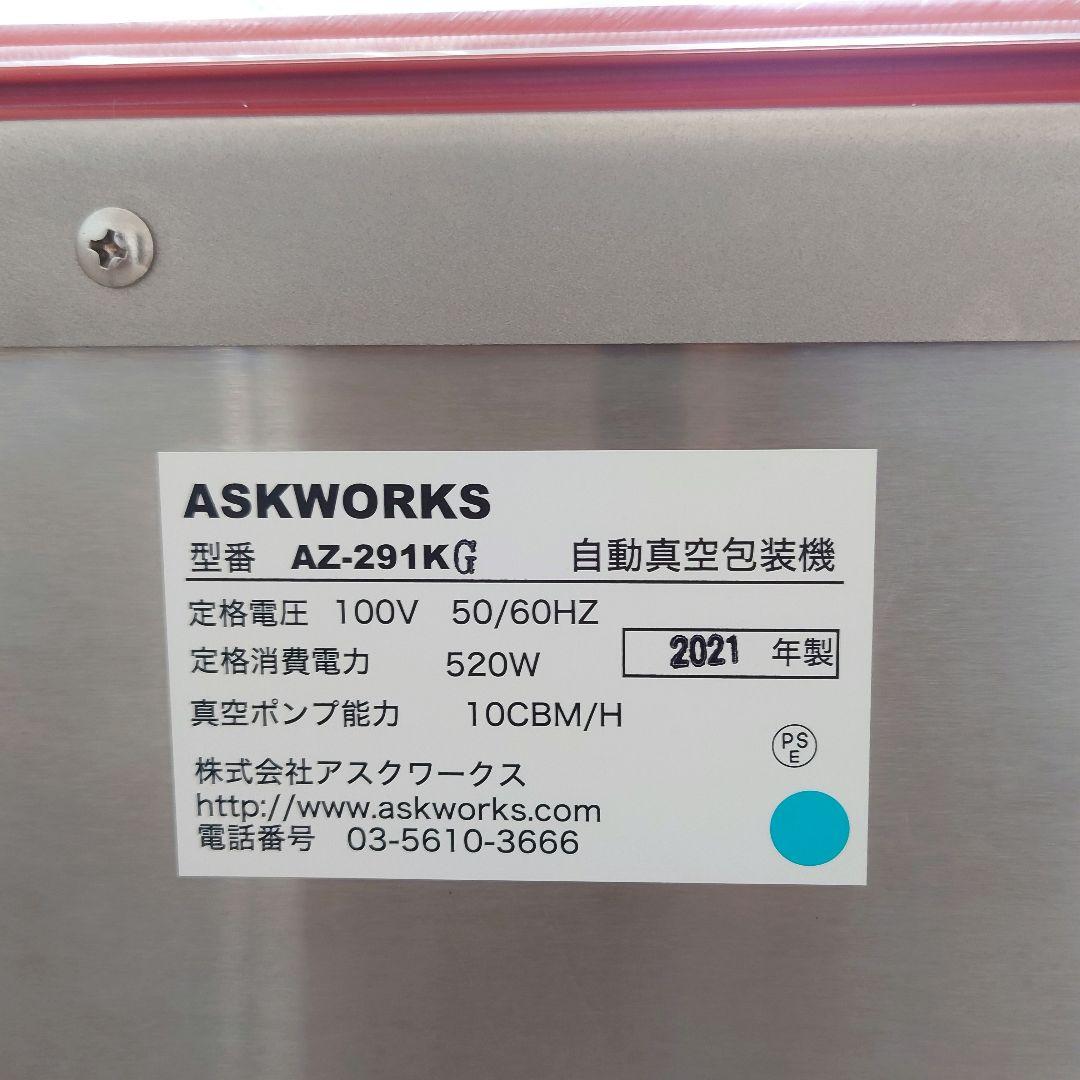 ASKWORKS
型番 AZ-291KG 自動真空包装機
定格電圧 100V 50/60HZ
定格消費電力 520W 2021 年製
真空ポンプ能力 10CBM/H
PS
E
株式会社アスクワークス
http://www.askworks.com
電話番号 03-5610-3666